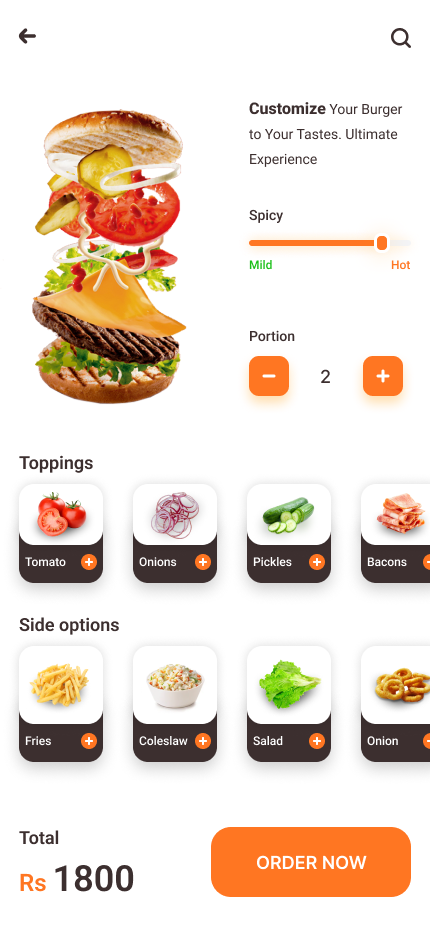 Customize Your Burger
to Your Tastes. Ultimate
Experience
Spicy
Mild Hot
Portion
2
Toppings
Tomato Onions Pickles Bacons
Side options
Fries Coleslaw Salad Onion
Total
Rs 1800
ORDER NOW